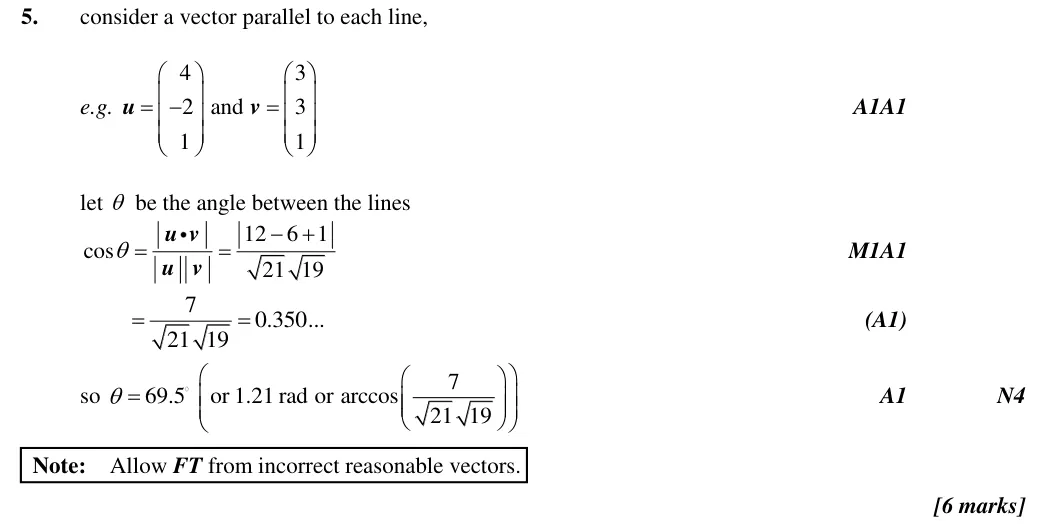 5. consider a vector parallel to each line,
e.g. u = (4 −2 1) and v = (3 3 1) A1A1
let θ be the angle between the lines
cos θ = |u • v| / |u||v| = |12 − 6 + 1| / √21 √19 M1A1
= 7 / √21 √19 = 0.350... (A1)
so θ = 69.5° (or 1.21 rad or arccos(7 / √21 √19)) A1 N4
Note: Allow FT from incorrect reasonable vectors.
[6 marks]